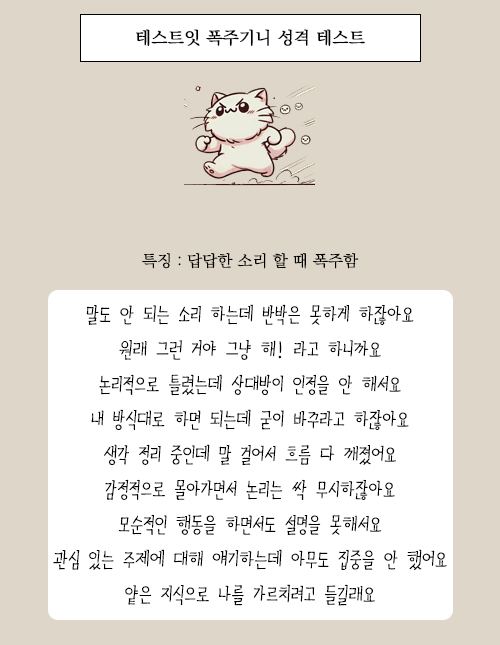 테스트잇 폭주기니 성격 테스트
특징 : 답답한 소리 할 때 폭주함
말도 안 되는 소리 하는데 반박은 못하게 하잖아요
원래 그런 거야 그냥 해! 라고 하니까요
논리적으로 틀렸는데 상대방이 인정을 안 해서요
내 방식대로 하면 되는데 굳이 바꾸라고 하잖아요
생각 정리 중인데 말 걸어서 흐름 다 깨졌어요
감정적으로 몰아가면서 논리는 싹 무시하잖아요
모순적인 행동을 하면서도 설명을 못해서요
관심 있는 주제에 대해 얘기하는데 아무도 집중을 안 했어요
얕은 지식으로 나를 가르치려고 들길래요